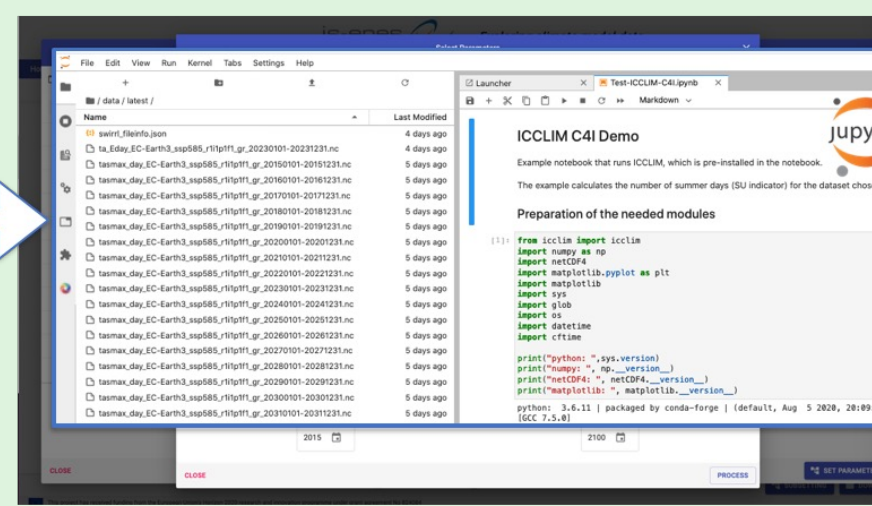 is-enes
Exploring climate model data
Select Parameters
File Edit View Run Kernel Tabs Settings Help
/ data / latest /
Name Last Modified
swirrl_fileinfo.json 4 days ago
ta_Eday_EC-Earth3_ssp585_r1i1p1f1_gr_20230101-20231231.nc 4 days ago
tasmax_day_EC-Earth3_ssp585_r1i1p1f1_gr_20150101-20151231.nc 5 days ago
tasmax_day_EC-Earth3_ssp585_r1i1p1f1_gr_20160101-20161231.nc 5 days ago
tasmax_day_EC-Earth3_ssp585_r1i1p1f1_gr_20170101-20171231.nc 5 days ago
tasmax_day_EC-Earth3_ssp585_r1i1p1f1_gr_20180101-20181231.nc 5 days ago
tasmax_day_EC-Earth3_ssp585_r1i1p1f1_gr_20190101-20191231.nc 5 days ago
tasmax_day_EC-Earth3_ssp585_r1i1p1f1_gr_20200101-20201231.nc 5 days ago
tasmax_day_EC-Earth3_ssp585_r1i1p1f1_gr_20210101-20211231.nc 5 days ago
tasmax_day_EC-Earth3_ssp585_r1i1p1f1_gr_20220101-20221231.nc 5 days ago
tasmax_day_EC-Earth3_ssp585_r1i1p1f1_gr_20230101-20231231.nc 5 days ago
tasmax_day_EC-Earth3_ssp585_r1i1p1f1_gr_20240101-20241231.nc 5 days ago
tasmax_day_EC-Earth3_ssp585_r1i1p1f1_gr_20250101-20251231.nc 5 days ago
tasmax_day_EC-Earth3_ssp585_r1i1p1f1_gr_20260101-20261231.nc 5 days ago
tasmax_day_EC-Earth3_ssp585_r1i1p1f1_gr_20270101-20271231.nc 5 days ago
tasmax_day_EC-Earth3_ssp585_r1i1p1f1_gr_20280101-20281231.nc 5 days ago
tasmax_day_EC-Earth3_ssp585_r1i1p1f1_gr_20290101-20291231.nc 5 days ago
tasmax_day_EC-Earth3_ssp585_r1i1p1f1_gr_20300101-20301231.nc 5 days ago
tasmax_day_EC-Earth3_ssp585_r1i1p1f1_gr_20310101-20311231.nc 5 days ago
Launcher
Test-ICCLIM-C4I.ipynb
Markdown
jupy
ICCLIM C4I Demo
Example notebook that runs ICCLIM, which is pre-installed in the notebook.
The example calculates the number of summer days (SU indicator) for the dataset chos
Preparation of the needed modules
[1]: from icclim import icclim
import numpy as np
import netCDF4
import matplotlib.pyplot as plt
import matplotlib
import sys
import glob
import os
import datetime
import cftime
print("python: ",sys.version)
print("numpy: ", np.__version__)
print("netCDF4: ", netCDF4.__version__)
print("matplotlib: ", matplotlib.__version__)
python: 3.6.11 | packaged by conda-forge | (default, Aug 5 2020, 20:09
[GCC 7.5.0]
2015 2100
CLOSE
CLOSE
PROCESS
SET PARAMET